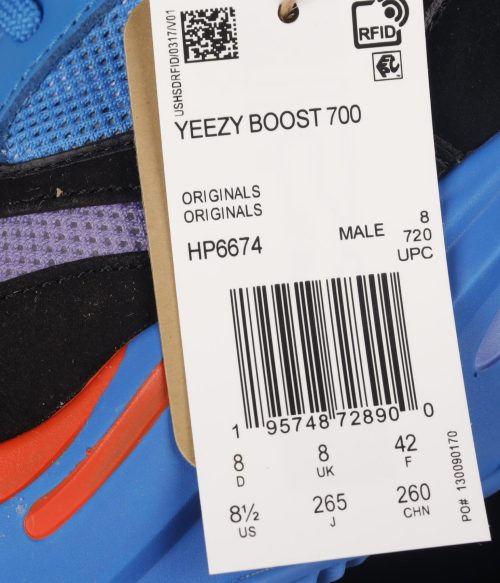 USHSDRFID/0317/V01
RFID
YEEZY BOOST 700
ORIGINALS
ORIGINALS
HP6674 MALE 8
720
UPC
1 95748 72890 0
8 8 42
D UK F
8½ 265 260
US J CHN
PO# 130090170